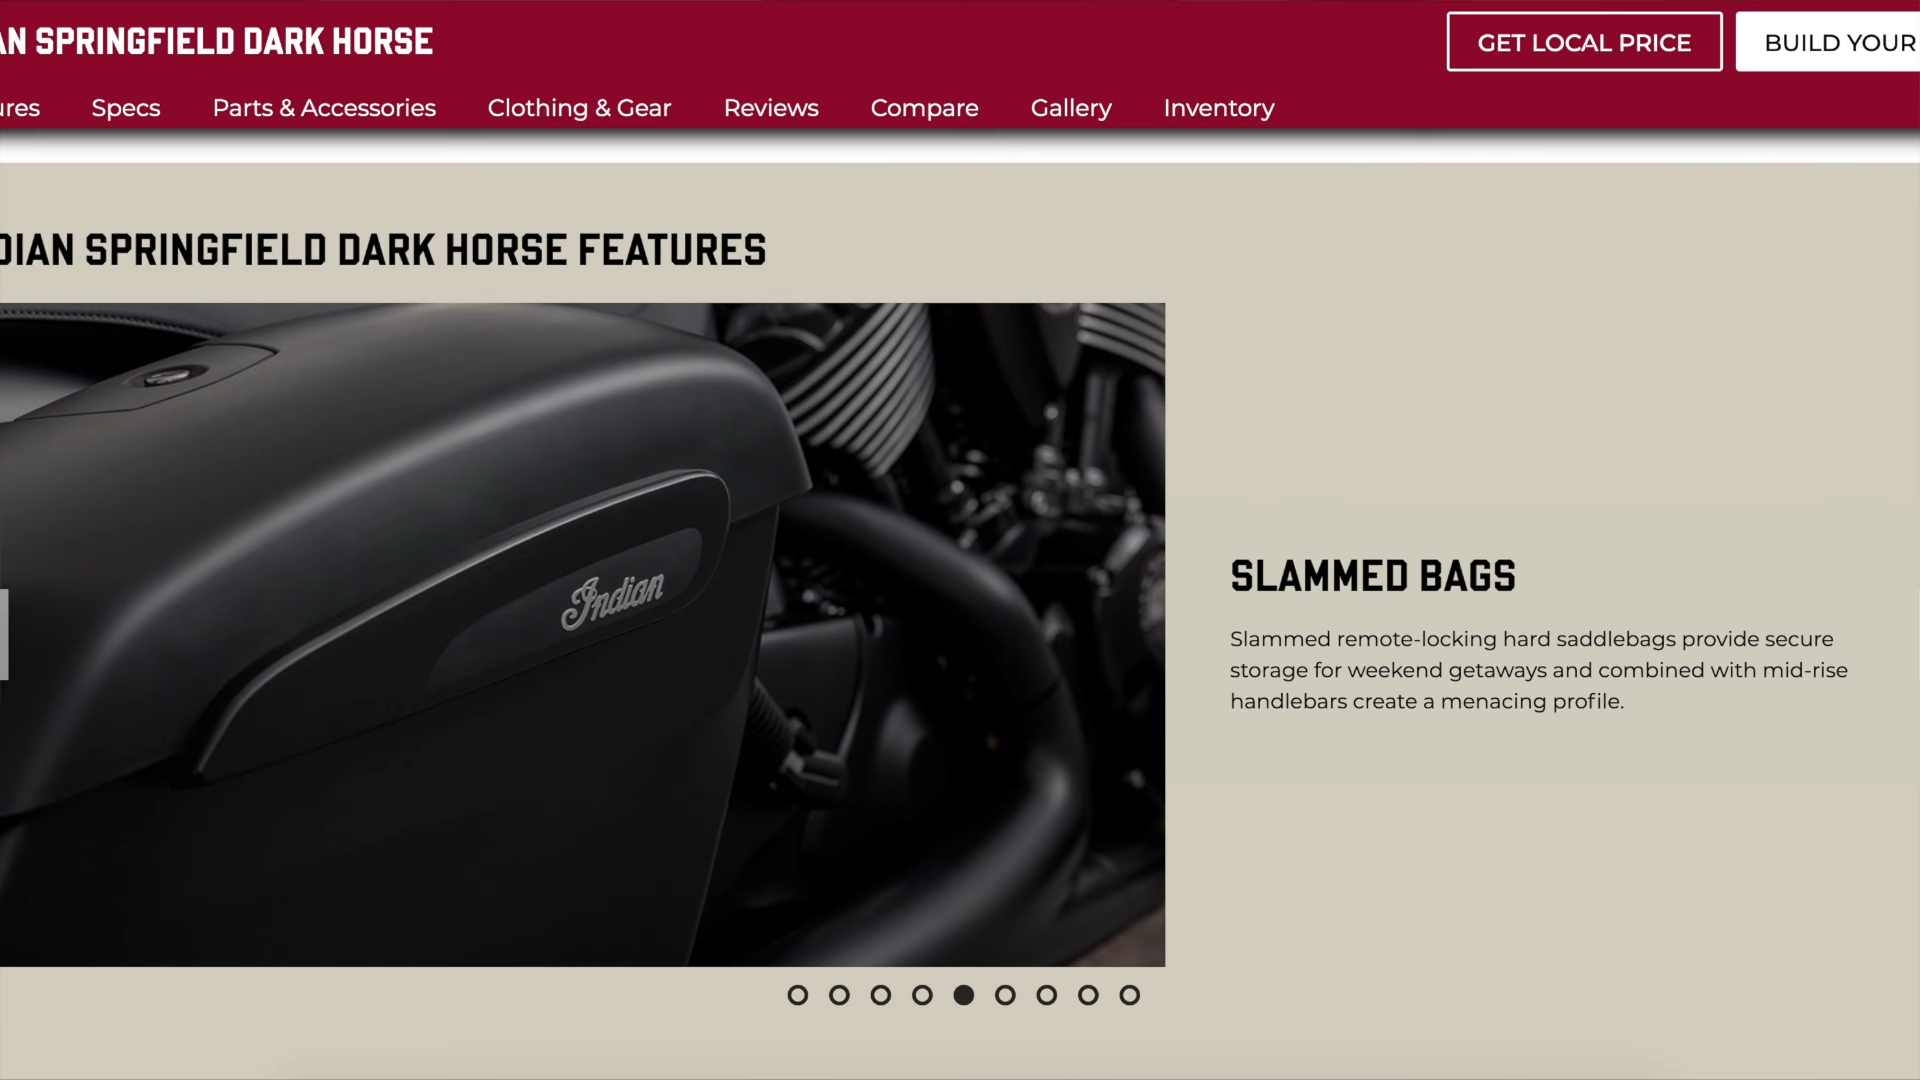 AN SPRINGFIELD DARK HORSE
GET LOCAL PRICE
BUILD YOUR
ures
Specs
Parts & Accessories
Clothing & Gear
Reviews
Compare
Gallery
Inventory
DIAN SPRINGFIELD DARK HORSE FEATURES
Indian
SLAMMED BAGS
Slammed remote-locking hard saddlebags provide secure
storage for weekend getaways and combined with mid-rise
handlebars create a menacing profile.